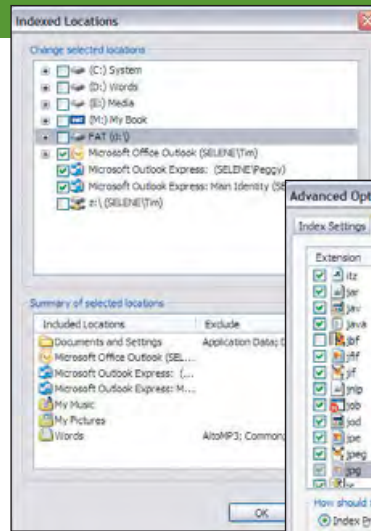 Indexed Locations
Change selected locations
(C:) System
(D:) Words
(E:) Media
(M:) My Book
FAT
Microsoft Office Outlook (SELENE\Tim)
Microsoft Outlook Express: (SELENE\Peggy)
Microsoft Outlook Express: Main Identity (SE
(SELENE\Tim)
Summary of selected locations
Included Locations Exclude
Documents and Settings Application Data;
Microsoft Office Outlook (SEL...
Microsoft Outlook Express: (...
Microsoft Outlook Express: M...
My Music
My Pictures
Words AltoMP3; Common
OK
Advanced Opt
Index Settings
Extension
itz
jar
jav
java
jbf
jfif
jif
jnlp
job
jod
jpe
jpeg
jpg
How should
Index